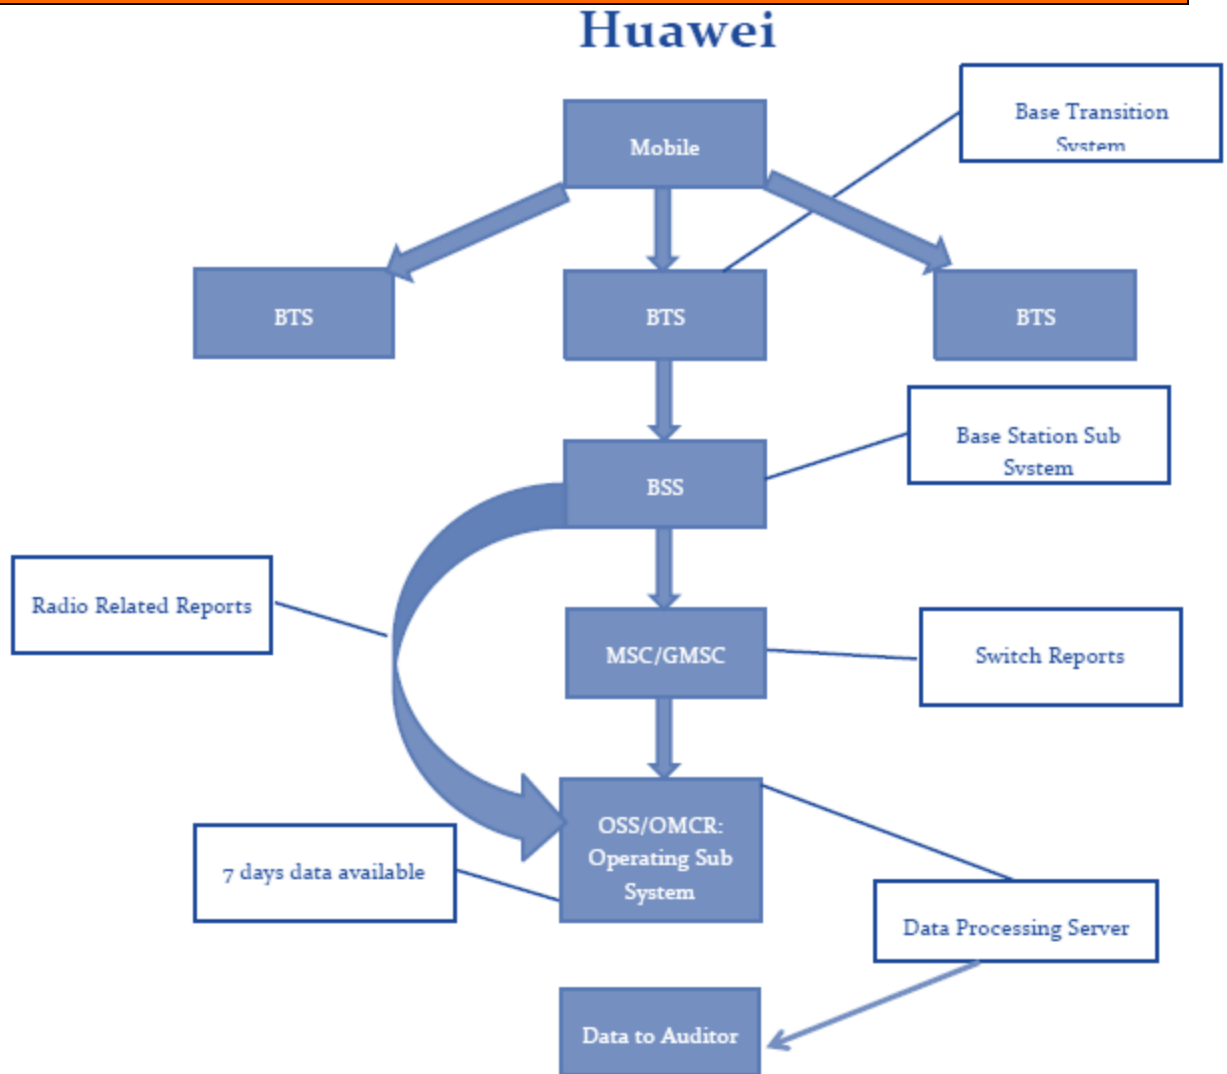 Huawei
Base Transition
System
Mobile
BTS
BTS
BTS
Base Station Sub
System
BSS
Radio Related Reports
MSC/GMSC
Switch Reports
OSS/OMCR:
Operating Sub
System
7 days data available
Data Processing Server
Data to Auditor